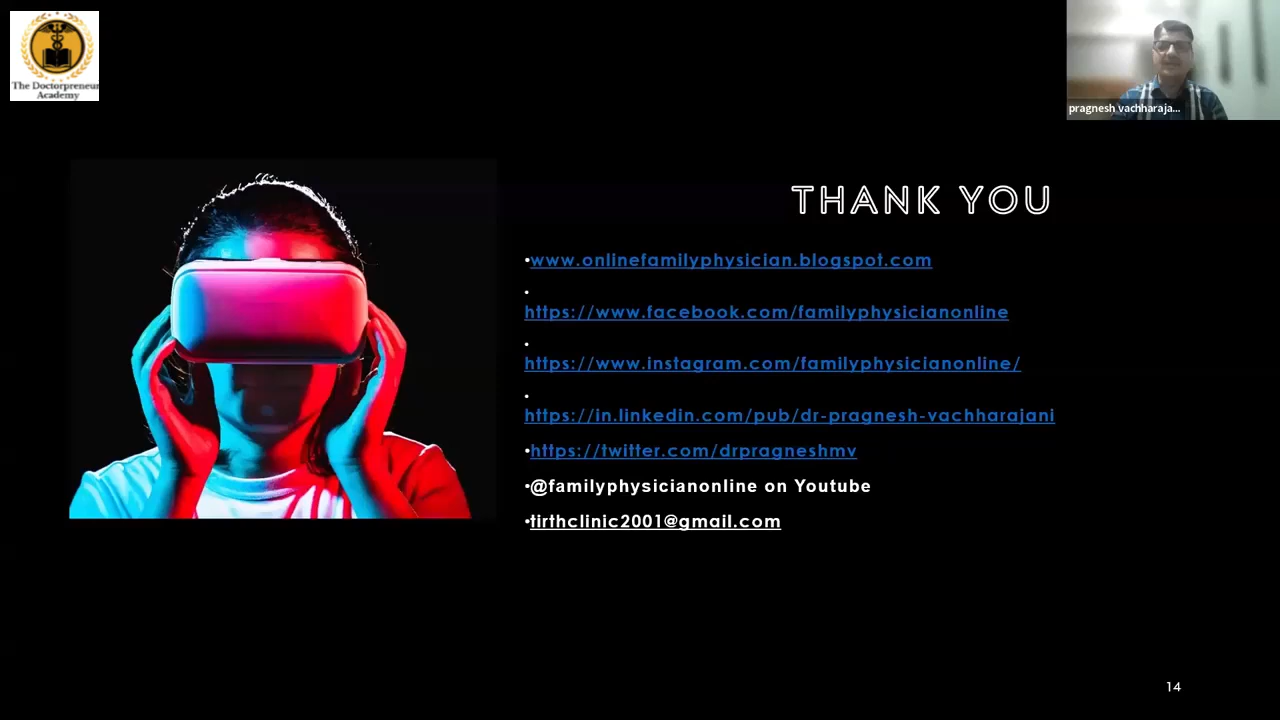 The Doctorpreneur
Academy
pragnesh vachharaja...
THANK YOU
•www.onlinefamilyphysician.blogspot.com
•
https://www.facebook.com/familyphysicianonline
•
https://www.instagram.com/familyphysicianonline/
•
https://in.linkedin.com/pub/dr-pragnesh-vachharajani
•https://twitter.com/drpragneshmv
•@familyphysicianonline on Youtube
•tirthclinic2001@gmail.com
14